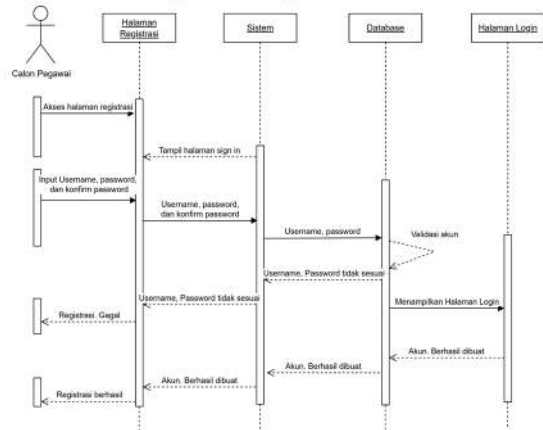 Halaman
Registrasi
Sistem
Database
Halaman Login
Calon Pegawai
Akses halaman registrasi
Tampil halaman sign in
Input Username, password,
dan konfirm password
Username, password,
dan konfirm password
Username, password
Validasi akun
Username, Password tidak sesuai
Username, Password tidak sesuai
Menampilkan Halaman Login
Registrasi. Gagal
Akun. Berhasil dibuat
Akun. Berhasil dibuat
Akun. Berhasil dibuat
Registrasi berhasil